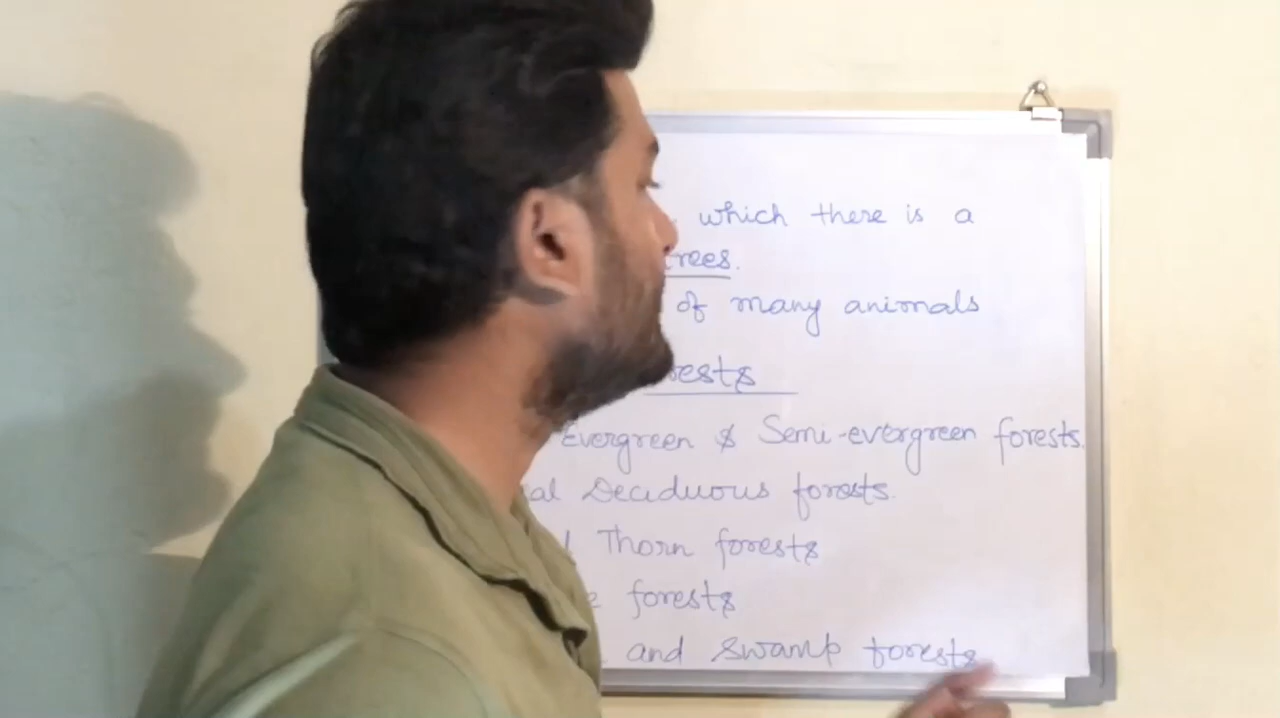 which there is a
rees.
of many animals
rests
Evergreen & Semi-evergreen forests.
al Deciduous forests.
Thorn forests
e forests
and swamp forests